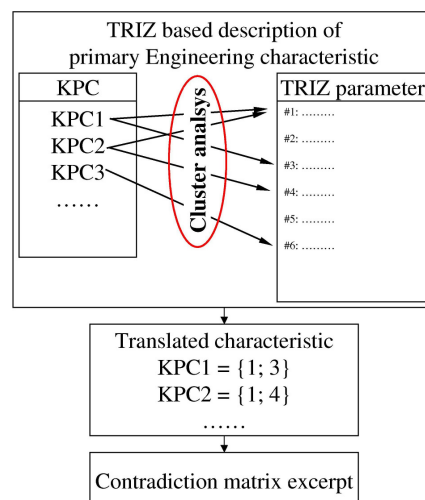 TRIZ based description of
primary Engineering characteristic
KPC
KPC1
KPC2
KPC3
……
Cluster analsys
TRIZ parameter
#1: ………
#2: ………
#3: ………
#4: ………
#5: ………
#6: ………
Translated characteristic
KPC1 = {1; 3}
KPC2 = {1; 4}
……
Contradiction matrix excerpt